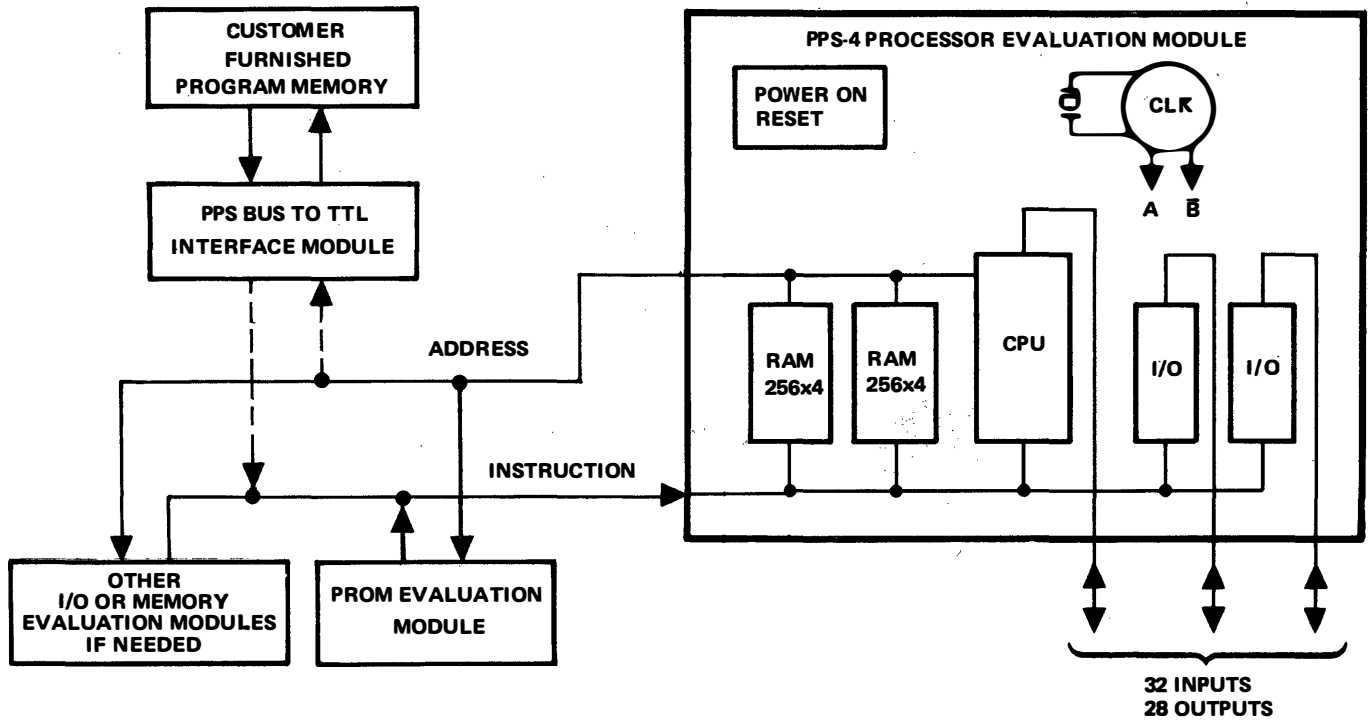 CUSTOMER
FURNISHED
PROGRAM MEMORY
PPS BUS TO TTL
INTERFACE MODULE
ADDRESS
INSTRUCTION
OTHER
I/O OR MEMORY
EVALUATION MODULES
IF NEEDED
PROM EVALUATION
MODULE
PPS-4 PROCESSOR EVALUATION MODULE
POWER ON
RESET
CLK
A B̅
RAM
256x4
RAM
256x4
CPU
I/O
I/O
32 INPUTS
28 OUTPUTS